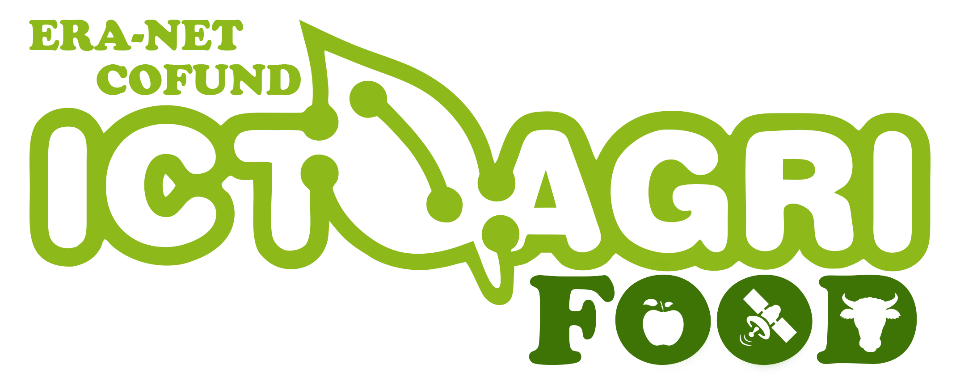 ERA-NET
COFUND
ICT AGRI
FOOD